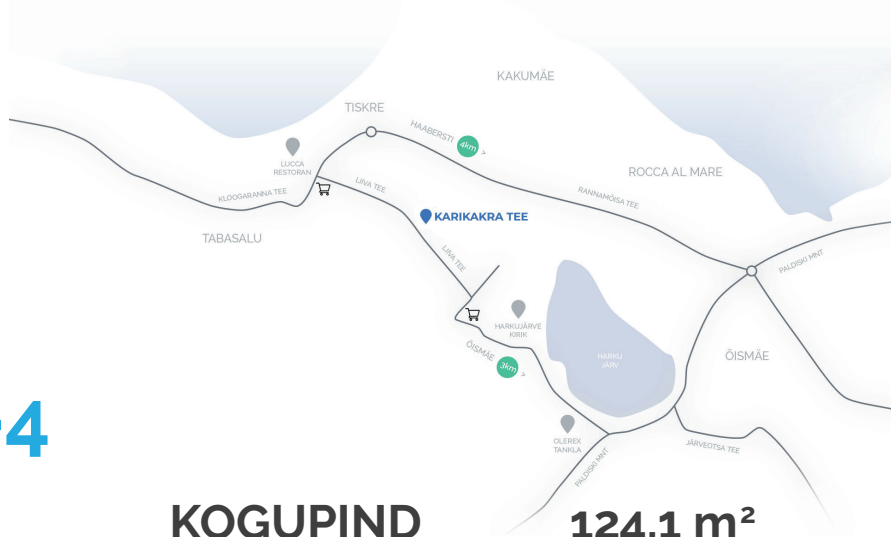 KAKUMÄE
TISKRE
HAABERSTI 4km >
LUCCA
RESTORAN
ROCCA AL MARE
KLOOGARANNA TEE
LIIVA TEE
RANNAMÕISA TEE
KARIKAKRA TEE
TABASALU
LIIVA TEE
PALDISKI MNT
HARKUJÄRVE
KIRIK
ÕISMÄE 3km >
HARKU
JÄRV
ÕISMÄE
OLEREX
TANKLA
JÄRVEOTSA TEE
PALDISKI MNT
-4
KOGUPIND 124,1 m²